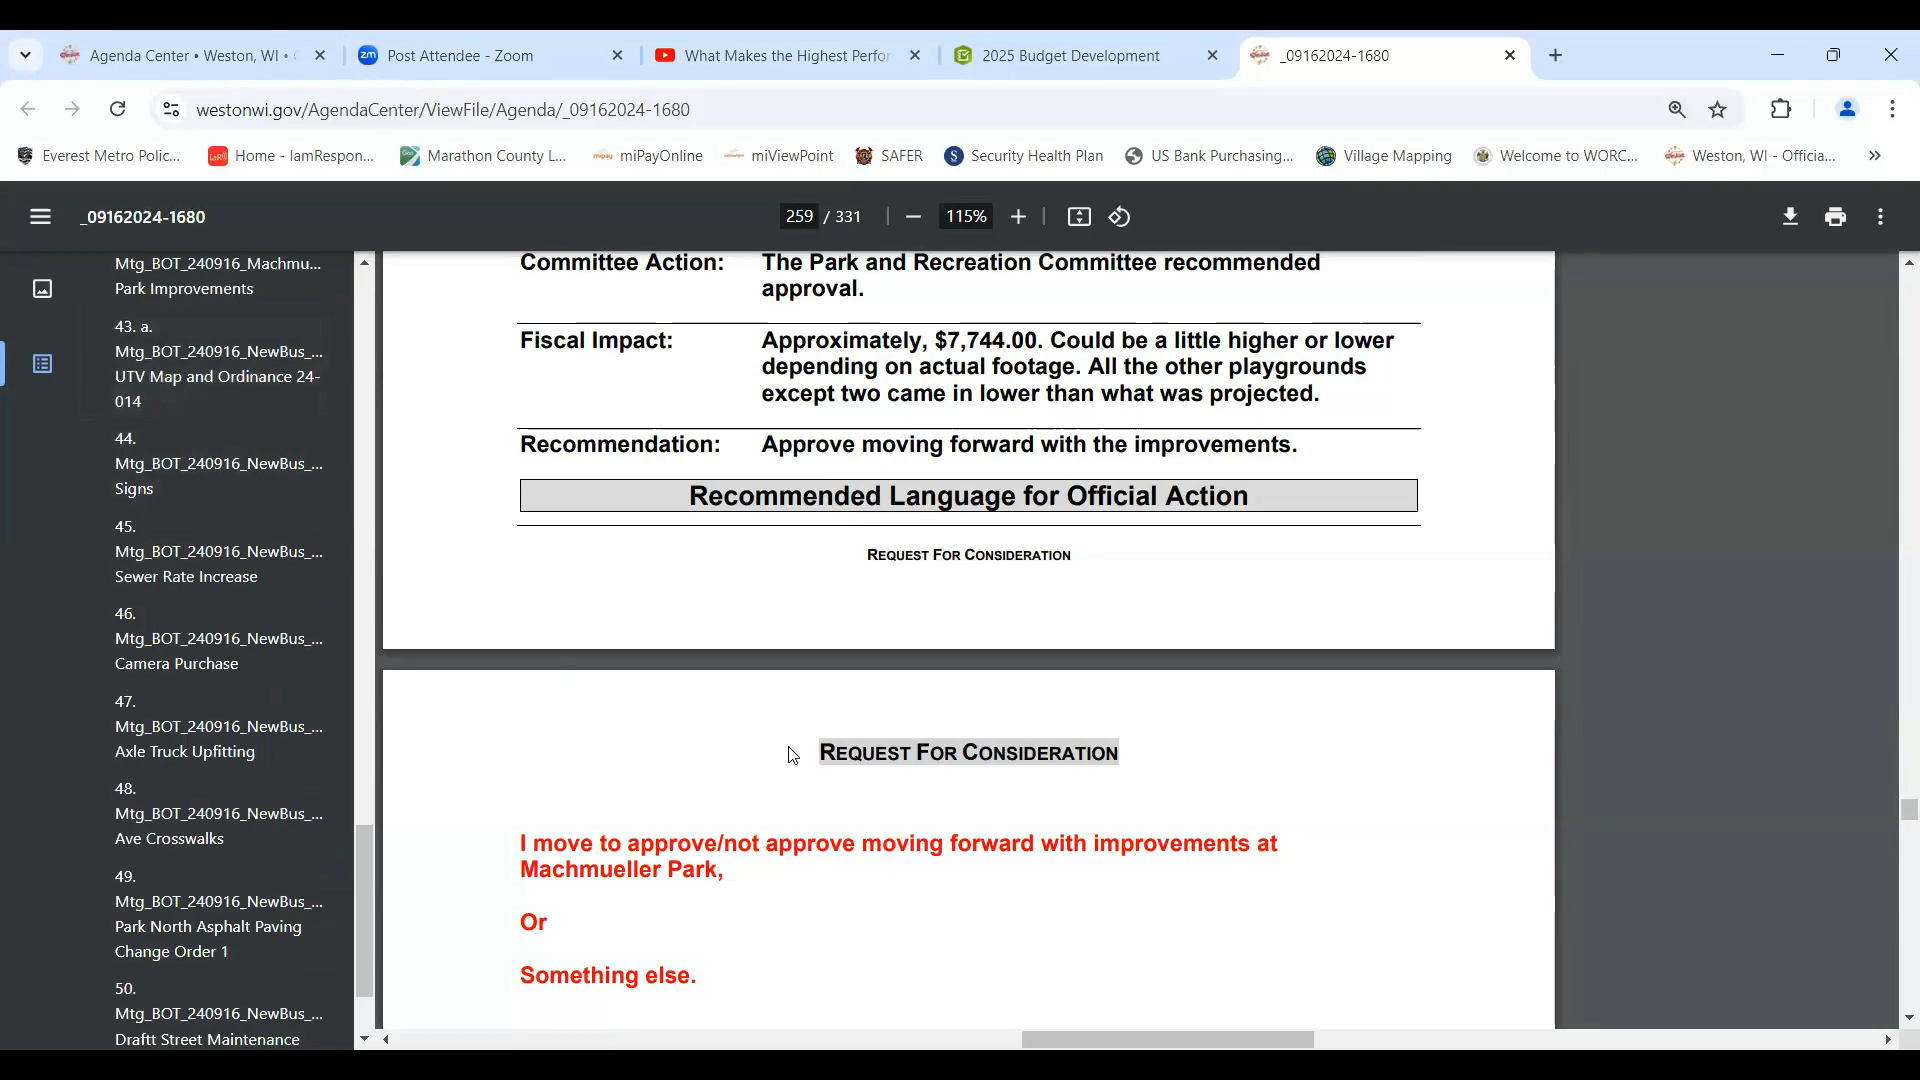 Agenda Center • Weston, WI •
Post Attendee - Zoom
What Makes the Highest Perfor
2025 Budget Development
_09162024-1680
westonwi.gov/AgendaCenter/ViewFile/Agenda/_09162024-1680
Everest Metro Polic...
Home - IamRespon...
Marathon County L...
miPayOnline
miViewPoint
SAFER
Security Health Plan
US Bank Purchasing...
Village Mapping
Welcome to WORC...
Weston, WI - Officia...
_09162024-1680
259 / 331
115%
Mtg_BOT_240916_Machmu...
Park Improvements
43. a.
Mtg_BOT_240916_NewBus_...
UTV Map and Ordinance 24-
014
44.
Mtg_BOT_240916_NewBus_...
Signs
45.
Mtg_BOT_240916_NewBus_...
Sewer Rate Increase
46.
Mtg_BOT_240916_NewBus_...
Camera Purchase
47.
Mtg_BOT_240916_NewBus_...
Axle Truck Upfitting
48.
Mtg_BOT_240916_NewBus_...
Ave Crosswalks
49.
Mtg_BOT_240916_NewBus_...
Park North Asphalt Paving
Change Order 1
50.
Mtg_BOT_240916_NewBus_...
Draftt Street Maintenance
Committee Action: The Park and Recreation Committee recommended
approval.
Fiscal Impact: Approximately, $7,744.00. Could be a little higher or lower
depending on actual footage. All the other playgrounds
except two came in lower than what was projected.
Recommendation: Approve moving forward with the improvements.
Recommended Language for Official Action
REQUEST FOR CONSIDERATION
REQUEST FOR CONSIDERATION
I move to approve/not approve moving forward with improvements at
Machmueller Park,
Or
Something else.